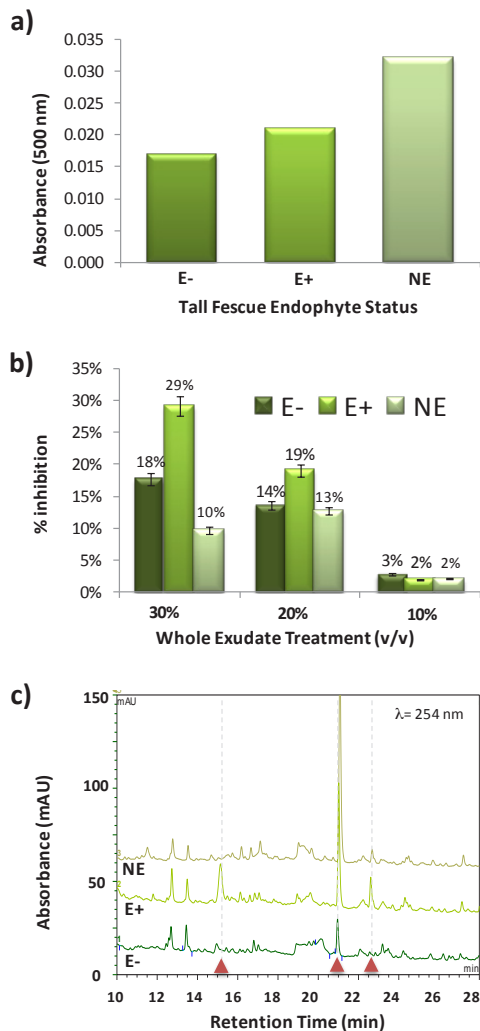 a)
0.035
0.030
0.025
0.020
0.015
0.010
0.005
0.000
Absorbance (500 nm)
E- E+ NE
Tall Fescue Endophyte Status
b)
35%
30%
25%
20%
15%
10%
5%
0%
% inhibition
E- E+ NE
18% 29% 10%
14% 19% 13%
3% 2% 2%
30% 20% 10%
Whole Exudate Treatment (v/v)
c)
150
100
50
0
mAU
λ= 254 nm
Absorbance (mAU)
NE
E+
E-
min
10 12 14 16 18 20 21 22 24 26 28
Retention Time (min)